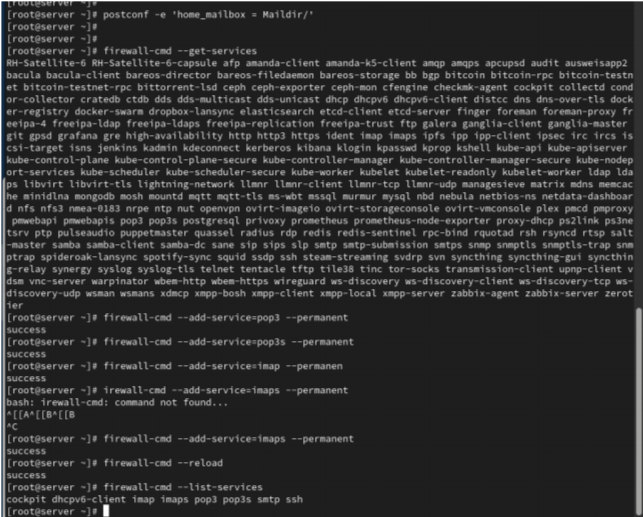 [root@server ~]#
[root@server ~]# postconf -e 'home_mailbox = Maildir/'
[root@server ~]#
[root@server ~]#
[root@server ~]# firewall-cmd --get-services
RH-Satellite-6 RH-Satellite-6-capsule afp amanda-client amanda-k5-client amqp amqps apcupsd audit ausweisapp2
bacula bacula-client bareos-director bareos-filedaemon bareos-storage bb bgp bitcoin bitcoin-rpc bitcoin-testn
et bitcoin-testnet-rpc bittorrent-lsd ceph ceph-exporter ceph-mon cfengine checkmk-agent cockpit collectd cond
or-collector cratedb ctdb dds dds-multicast dds-unicast dhcp dhcpv6 dhcpv6-client distcc dns dns-over-tls dock
er-registry docker-swarm dropbox-lansync elasticsearch etcd-client etcd-server finger foreman foreman-proxy fr
eeipa-4 freeipa-ldap freeipa-ldaps freeipa-replication freeipa-trust ftp galera ganglia-client ganglia-master
git gpsd grafana gre high-availability http http3 https ident imap imaps ipfs ipp ipp-client ipsec irc ircs is
csi-target isns jenkins kadmin kdeconnect kerberos kibana klogin kpasswd kprop kshell kube-api kube-apiserver
kube-control-plane kube-control-plane-secure kube-controller-manager kube-controller-manager-secure kube-nodep
ort-services kube-scheduler kube-scheduler-secure kube-worker kubelet kubelet-readonly kubelet-worker ldap lda
ps libvirt libvirt-tls lightning-network llmnr llmnr-client llmnr-tcp llmnr-udp managesieve matrix mdns memcac
he minidlna mongodb mosh mountd mqtt mqtt-tls ms-wbt mssql murmur mysql nbd nebula netbios-ns netdata-dashboar
d nfs nfs3 nmea-0183 nrpe ntp nut openvpn ovirt-imageio ovirt-storageconsole ovirt-vmconsole plex pmcd pmproxy
pmwebapi pmwebapis pop3 pop3s postgresql privoxy prometheus prometheus-node-exporter proxy-dhcp ps2link ps3ne
tsrv ptp pulseaudio puppetmaster quassel radius rdp redis redis-sentinel rpc-bind rquotad rsh rsyncd rtsp salt
-master samba samba-client samba-dc sane sip sips slp smtp smtp-submission smtps snmp snmptls snmptls-trap snm
ptrap spideroak-lansync spotify-sync squid ssdp ssh steam-streaming svdrp svn syncthing syncthing-gui syncthin
g-relay synergy syslog syslog-tls telnet tentacle tftp tile38 tinc tor-socks transmission-client upnp-client v
dsm vnc-server warpinator wbem-http wbem-https wireguard ws-discovery ws-discovery-client ws-discovery-tcp ws-
discovery-udp wsman wsmans xdmcp xmpp-bosh xmpp-client xmpp-local xmpp-server zabbix-agent zabbix-server zerot
ier
[root@server ~]# firewall-cmd --add-service=pop3 --permanent
success
[root@server ~]# firewall-cmd --add-service=pop3s --permanent
success
[root@server ~]# firewall-cmd --add-service=imap --permanen
success
[root@server ~]# irewall-cmd --add-service=imaps --permanent
bash: irewall-cmd: command not found...
^[[A^[[B^[[B
^C
[root@server ~]# firewall-cmd --add-service=imaps --permanent
success
[root@server ~]# firewall-cmd --reload
success
[root@server ~]# firewall-cmd --list-services
cockpit dhcpv6-client imap imaps pop3 pop3s smtp ssh
[root@server ~]#